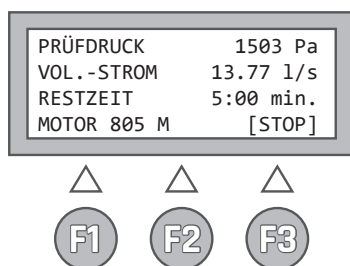 PRÜFDRUCK 1503 Pa
VOL.-STROM 13.77 l/s
RESTZEIT 5:00 min.
MOTOR 805 M [STOP]
F1 F2 F3